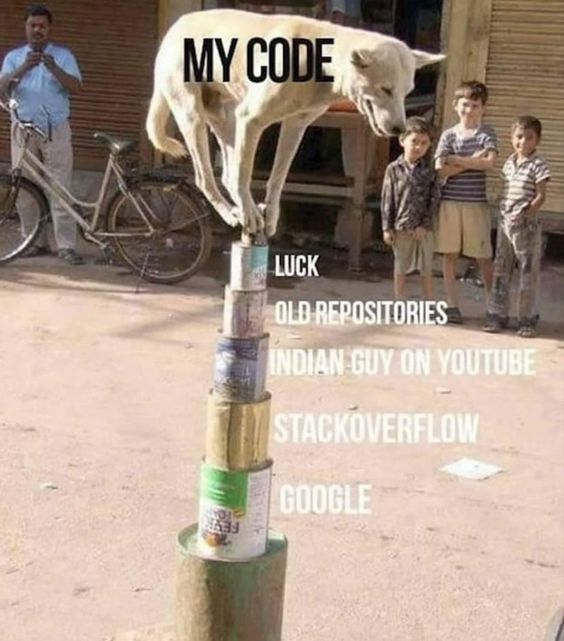 MY CODE
LUCK
OLD REPOSITORIES
INDIAN GUY ON YOUTUBE
STACKOVERFLOW
GOOGLE